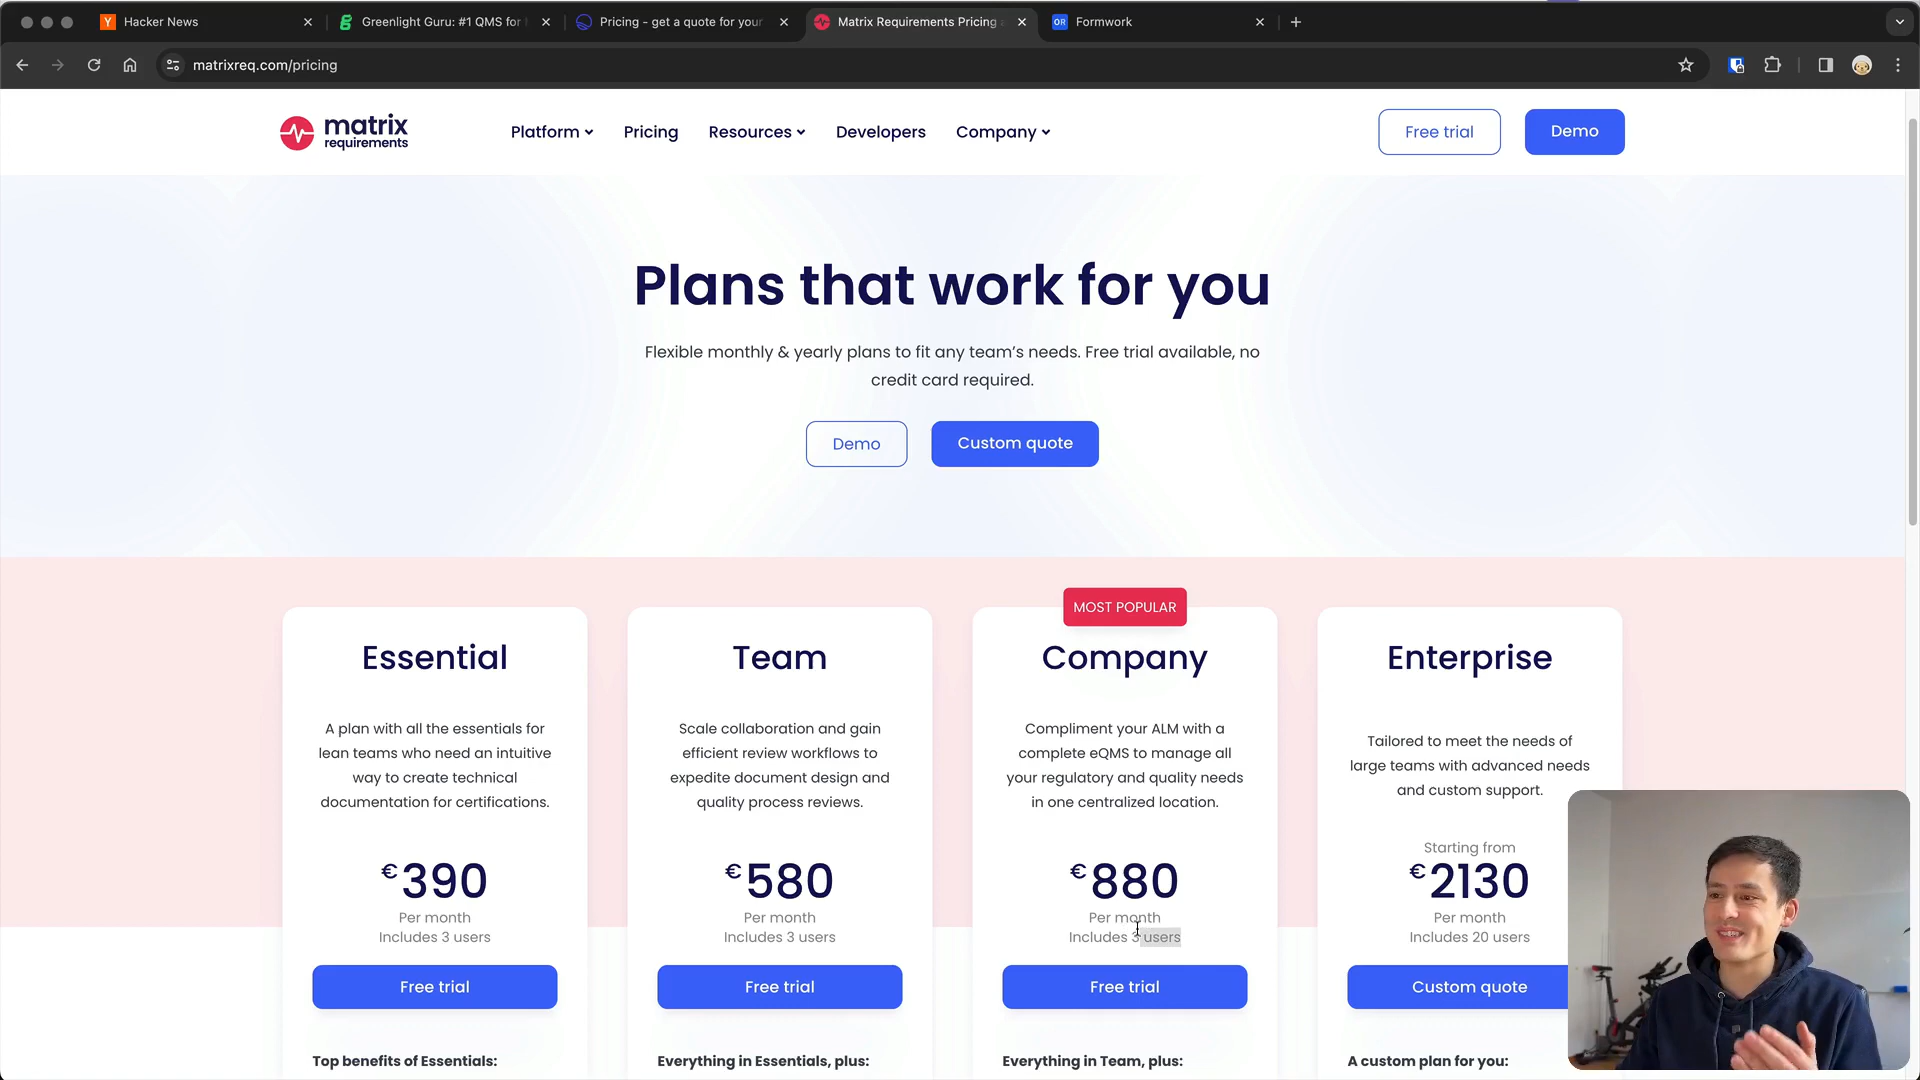 Hacker News
Greenlight Guru: #1 QMS for
Pricing - get a quote for your
Matrix Requirements Pricing
OR
Formwork
matrixreq.com/pricing
matrix
requirements
Platform
Pricing
Resources
Developers
Company
Free trial
Demo
Plans that work for you
Flexible monthly & yearly plans to fit any team’s needs. Free trial available, no
credit card required.
Demo
Custom quote
Essential
A plan with all the essentials for
lean teams who need an intuitive
way to create technical
documentation for certifications.
€390
Per month
Includes 3 users
Free trial
Top benefits of Essentials:
Team
Scale collaboration and gain
efficient review workflows to
expedite document design and
quality process reviews.
€580
Per month
Includes 3 users
Free trial
Everything in Essentials, plus:
MOST POPULAR
Company
Compliment your ALM with a
complete eQMS to manage all
your regulatory and quality needs
in one centralized location.
€880
Per month
Includes 3 users
Free trial
Everything in Team, plus:
Enterprise
Tailored to meet the needs of
large teams with advanced needs
and custom support.
Starting from
€2130
Per month
Includes 20 users
Custom quote
A custom plan for you: